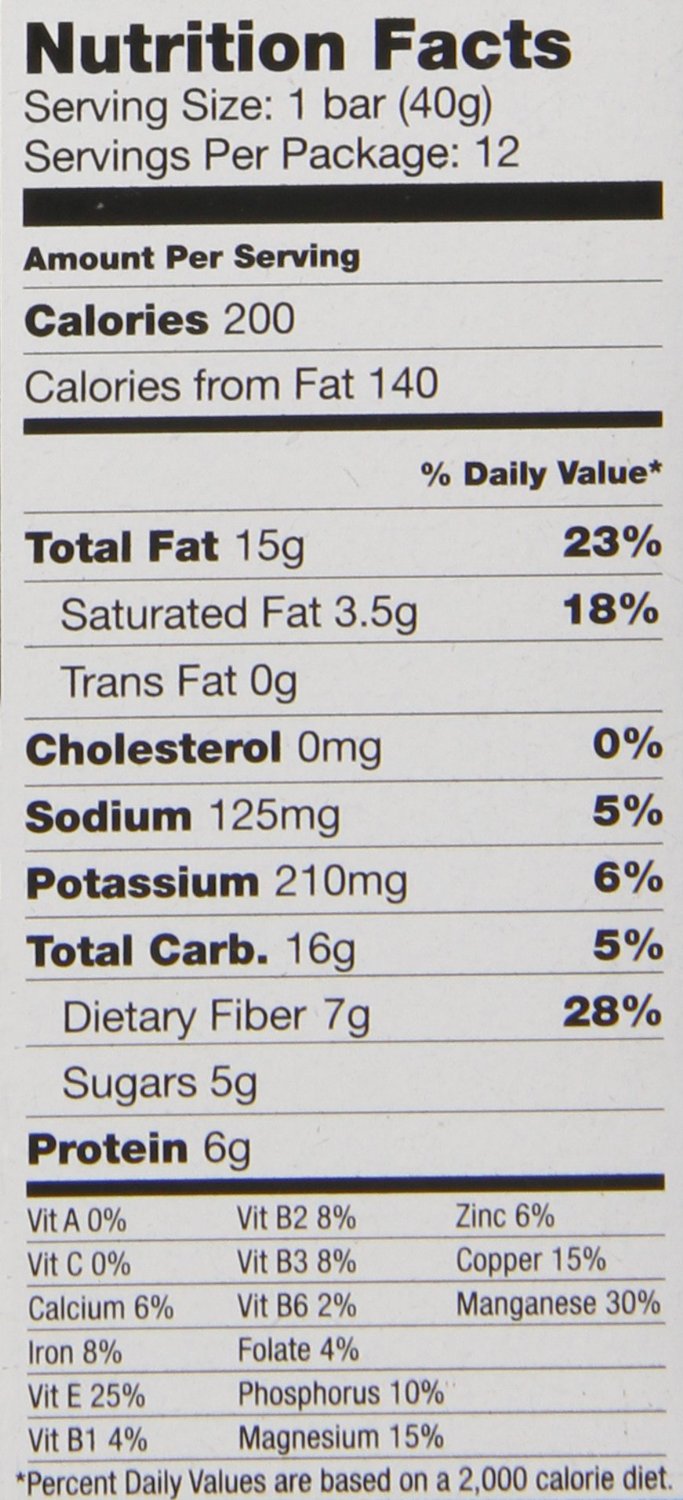 Nutrition Facts
Serving Size: 1 bar (40g)
Servings Per Package: 12
Amount Per Serving
Calories 200
Calories from Fat 140
% Daily Value*
Total Fat 15g 23%
Saturated Fat 3.5g 18%
Trans Fat 0g
Cholesterol 0mg 0%
Sodium 125mg 5%
Potassium 210mg 6%
Total Carb. 16g 5%
Dietary Fiber 7g 28%
Sugars 5g
Protein 6g
Vit A 0% Vit B2 8% Zinc 6%
Vit C 0% Vit B3 8% Copper 15%
Calcium 6% Vit B6 2% Manganese 30%
Iron 8% Folate 4%
Vit E 25% Phosphorus 10%
Vit B1 4% Magnesium 15%
*Percent Daily Values are based on a 2,000 calorie diet.